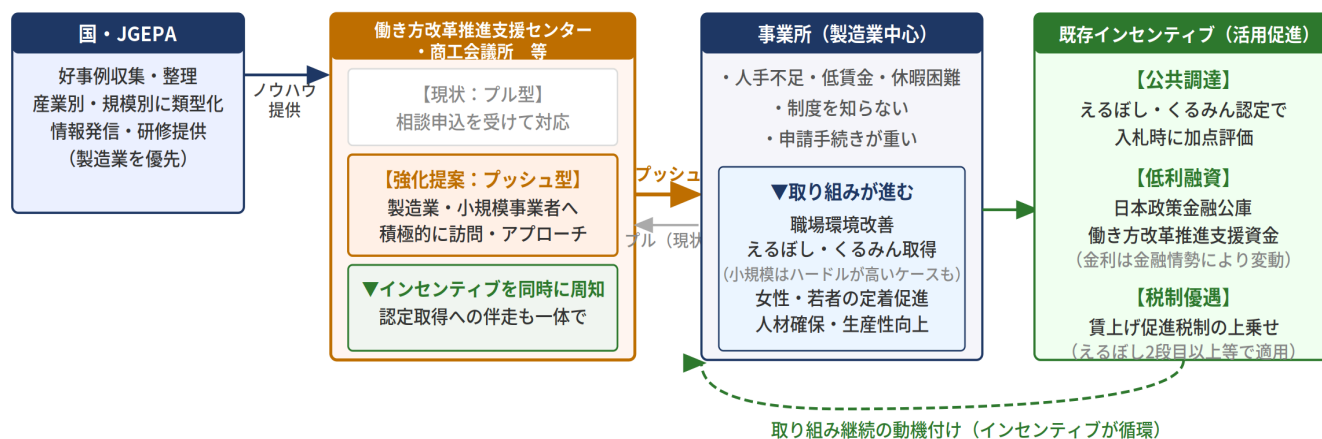 国・JGEPA
好事例収集・整理
産業別・規模別に類型化
情報発信・研修提供
（製造業を優先）
ノウハウ
提供
働き方改革推進支援センター
・商工会議所　等
【現状：プル型】
相談申込を受けて対応
【強化提案：プッシュ型】
製造業・小規模事業者へ
積極的に訪問・アプローチ
▼インセンティブを同時に周知
認定取得への伴走も一体で
プッシュ
プル（現状
事業所（製造業中心）
・人手不足・低賃金・休暇困難
・制度を知らない
・申請手続きが重い
▼取り組みが進む
職場環境改善
えるぼし・くるみん取得
（小規模はハードルが高いケースも）
女性・若者の定着促進
人材確保・生産性向上
既存インセンティブ（活用促進）
【公共調達】
えるぼし・くるみん認定で
入札時に加点評価
【低利融資】
日本政策金融公庫
働き方改革推進支援資金
（金利は金融情勢により変動）
【税制優遇】
賃上げ促進税制の上乗せ
（えるぼし2段目以上等で適用）
取り組み継続の動機付け（インセンティブが循環）